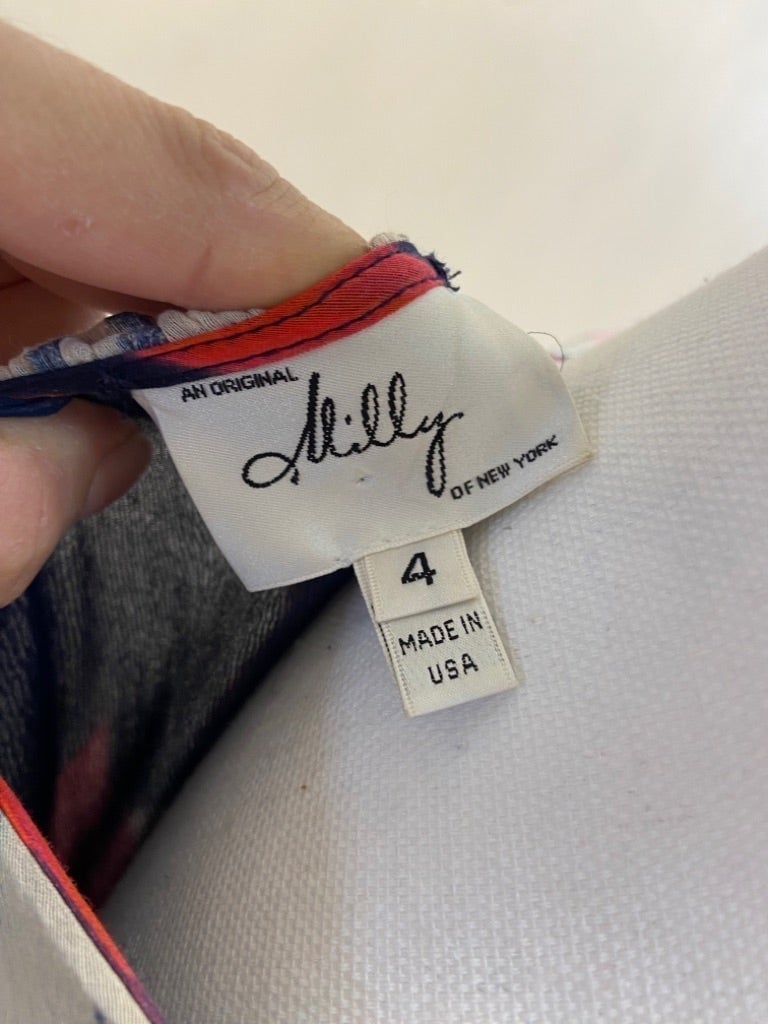 AN ORIGINAL
Milly
OF NEW YORK
4
MADE IN
USA